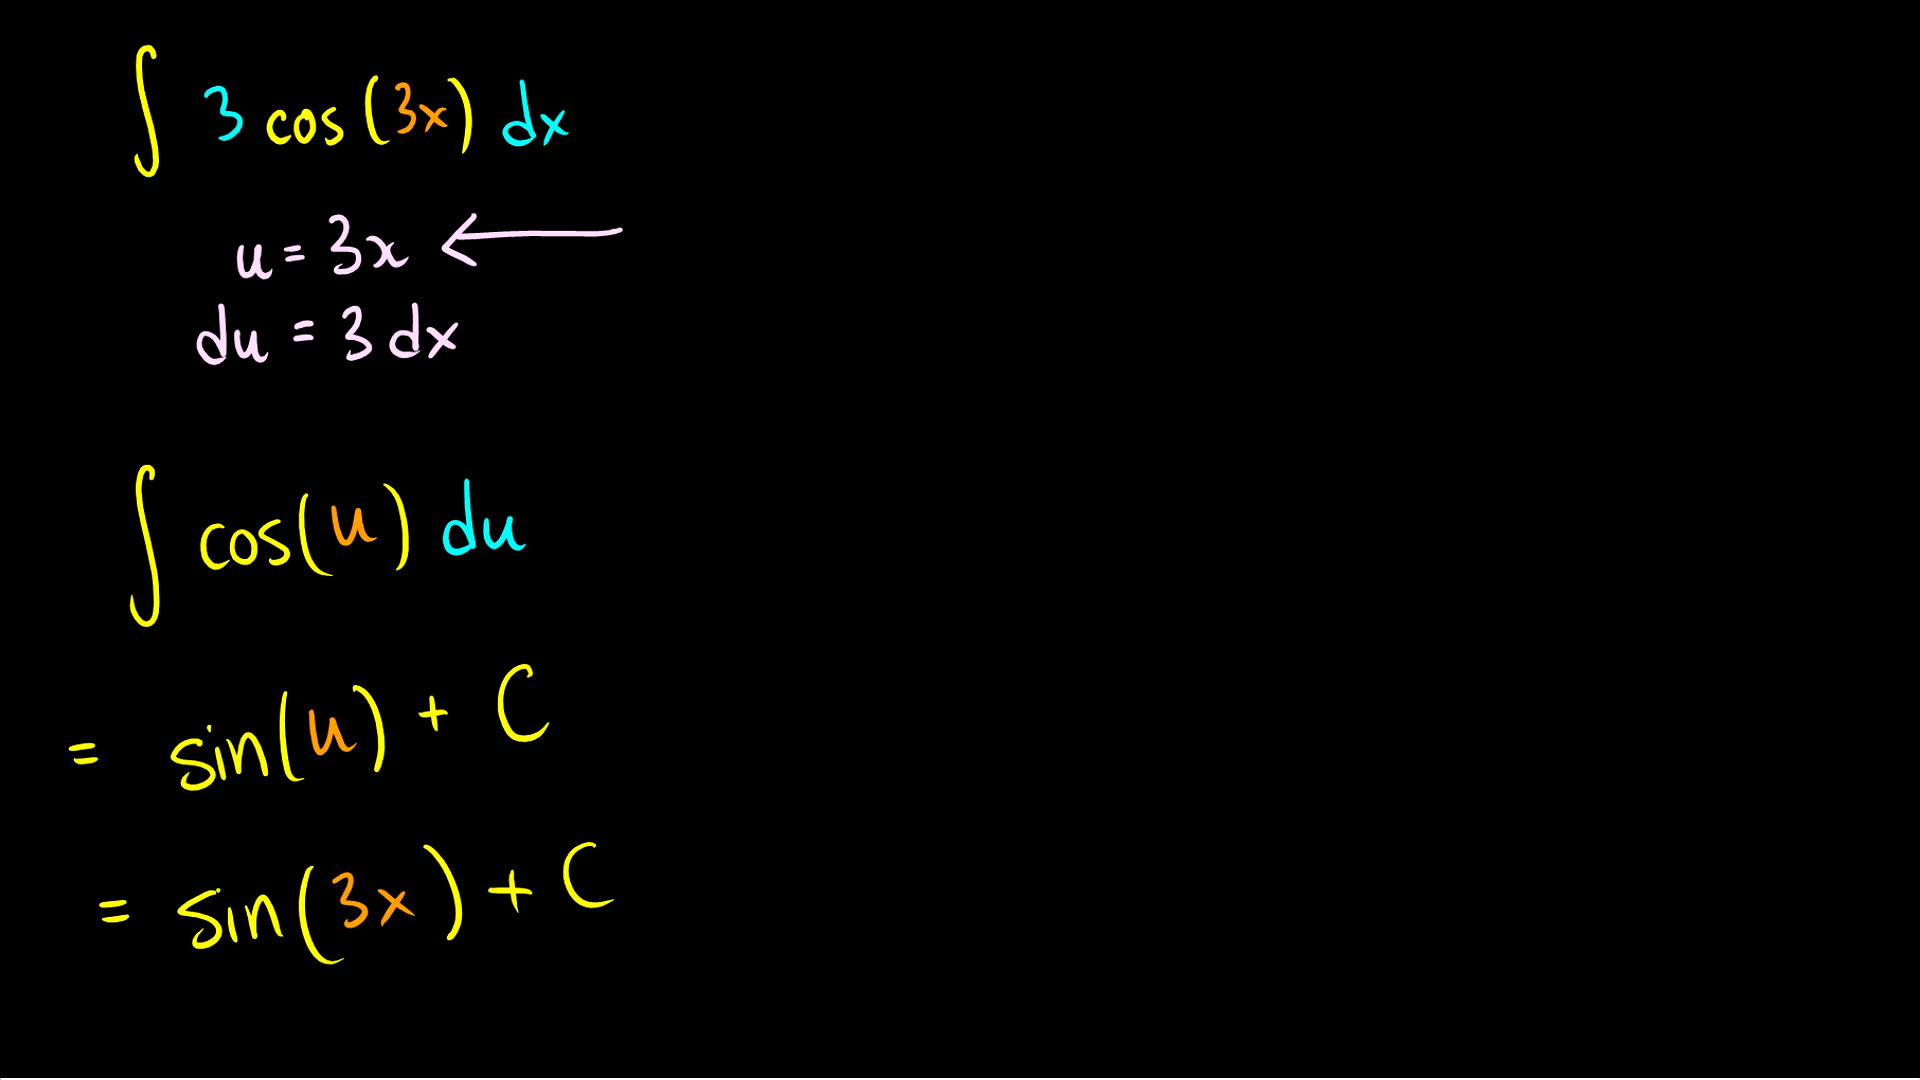 ∫ 3 cos (3x) dx
u = 3x ←
du = 3 dx
∫ cos(u) du
= sin(u) + C
= sin(3x) + C